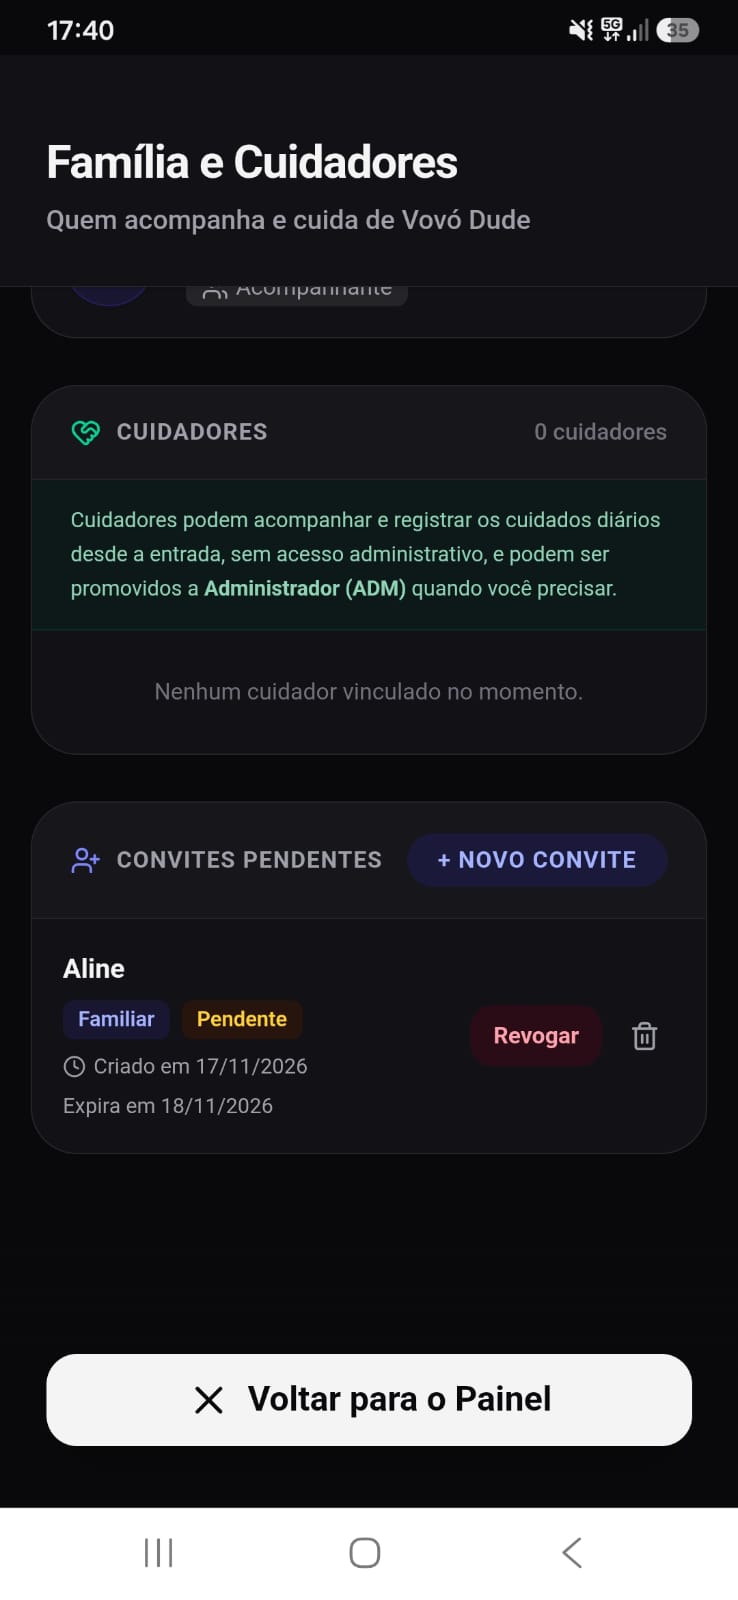 17:40
5G
35
Família e Cuidadores
Quem acompanha e cuida de Vovó Dude
Acompanhante
CUIDADORES
0 cuidadores
Cuidadores podem acompanhar e registrar os cuidados diários
desde a entrada, sem acesso administrativo, e podem ser
promovidos a Administrador (ADM) quando você precisar.
Nenhum cuidador vinculado no momento.
CONVITES PENDENTES
+ NOVO CONVITE
Aline
Familiar
Pendente
Revogar
Criado em 17/11/2026
Expira em 18/11/2026
Voltar para o Painel